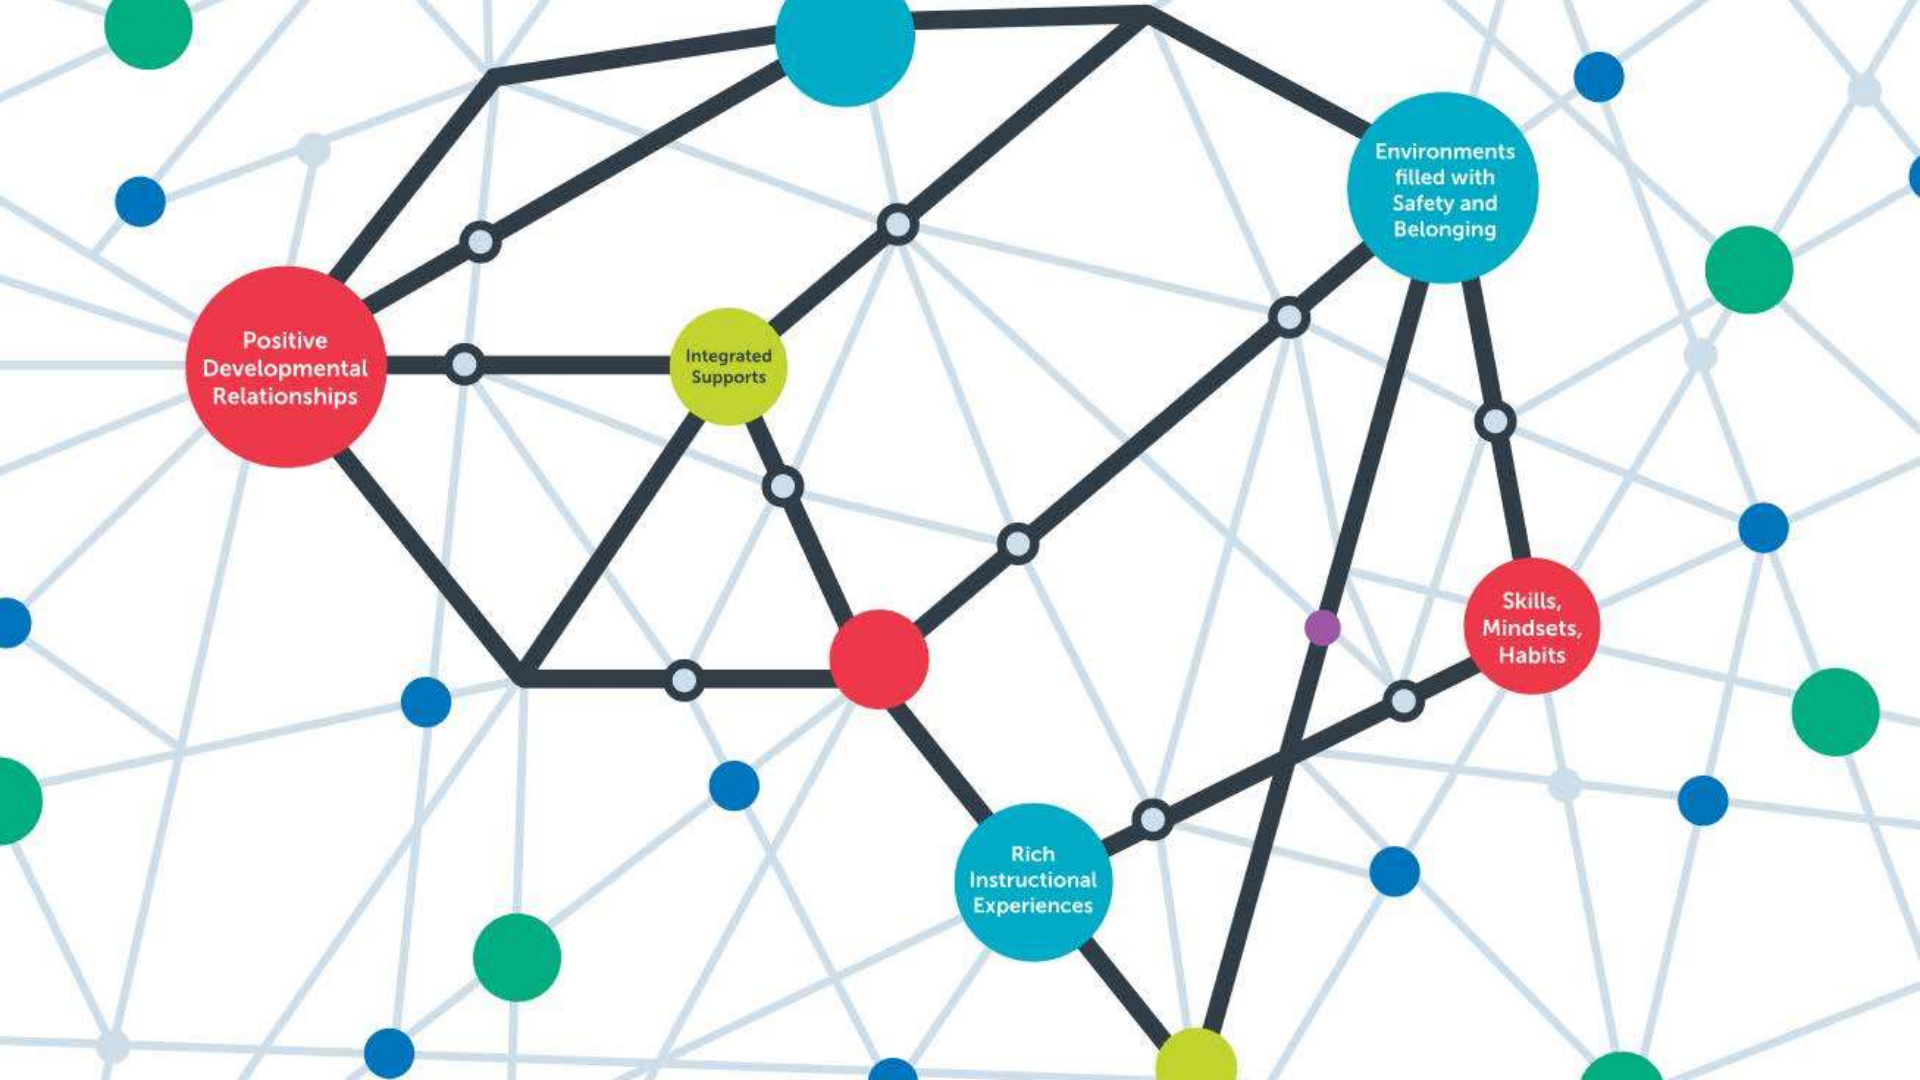 Environments
filled with
Safety and
Belonging
Positive
Developmental
Relationships
Integrated
Supports
Skills,
Mindsets,
Habits
Rich
Instructional
Experiences